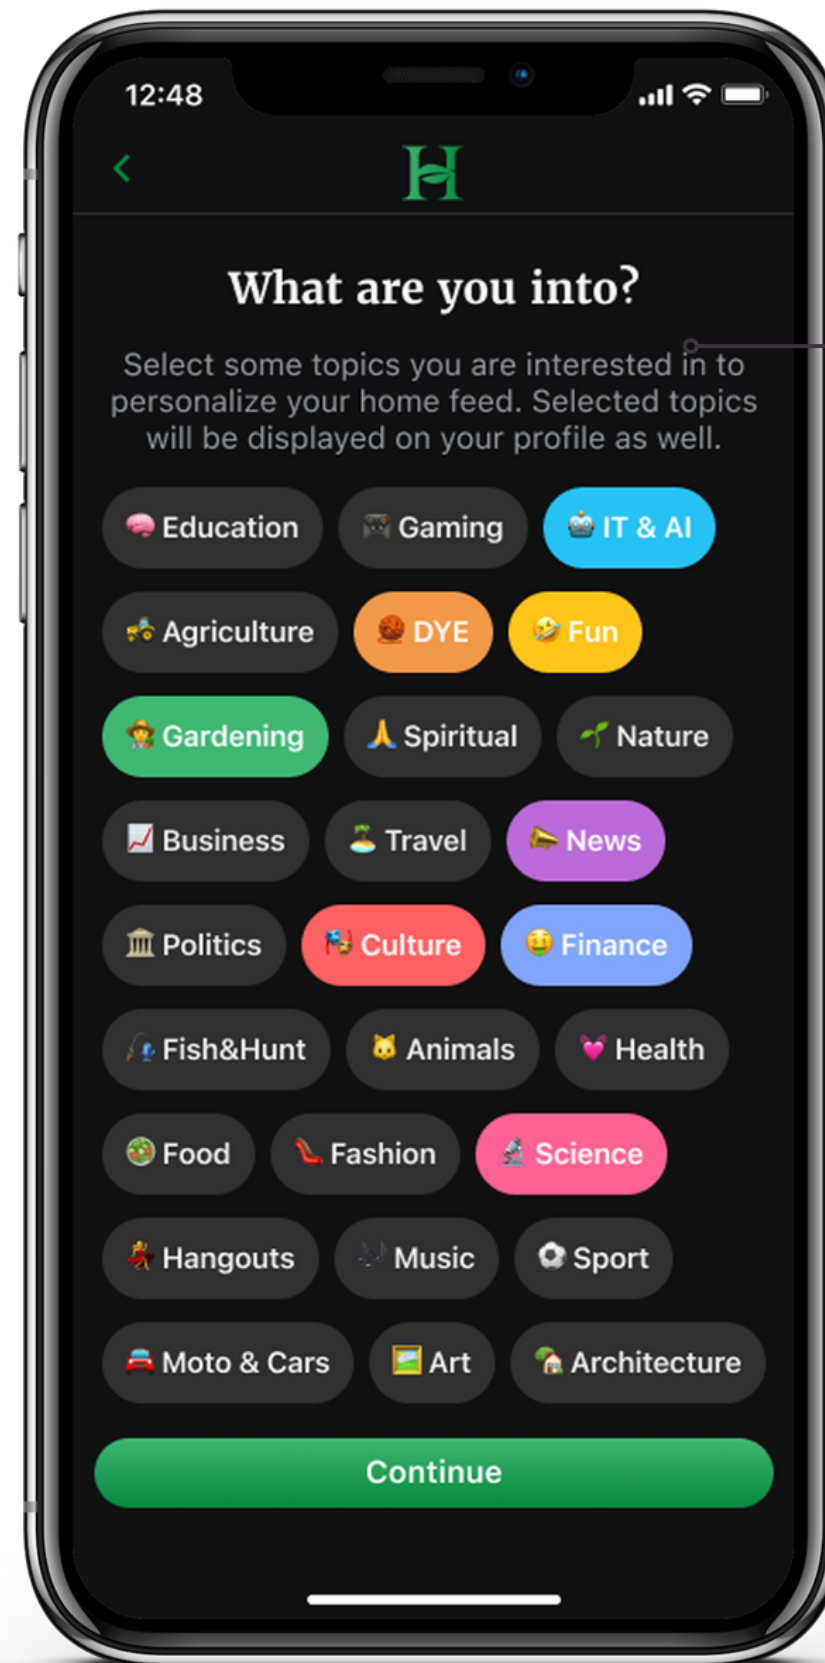 12:48
H
What are you into?
Select some topics you are interested in to
personalize your home feed. Selected topics
will be displayed on your profile as well.
Education Gaming IT & AI
Agriculture DYE Fun
Gardening Spiritual Nature
Business Travel News
Politics Culture Finance
Fish&Hunt Animals Health
Food Fashion Science
Hangouts Music Sport
Moto & Cars Art Architecture
Continue